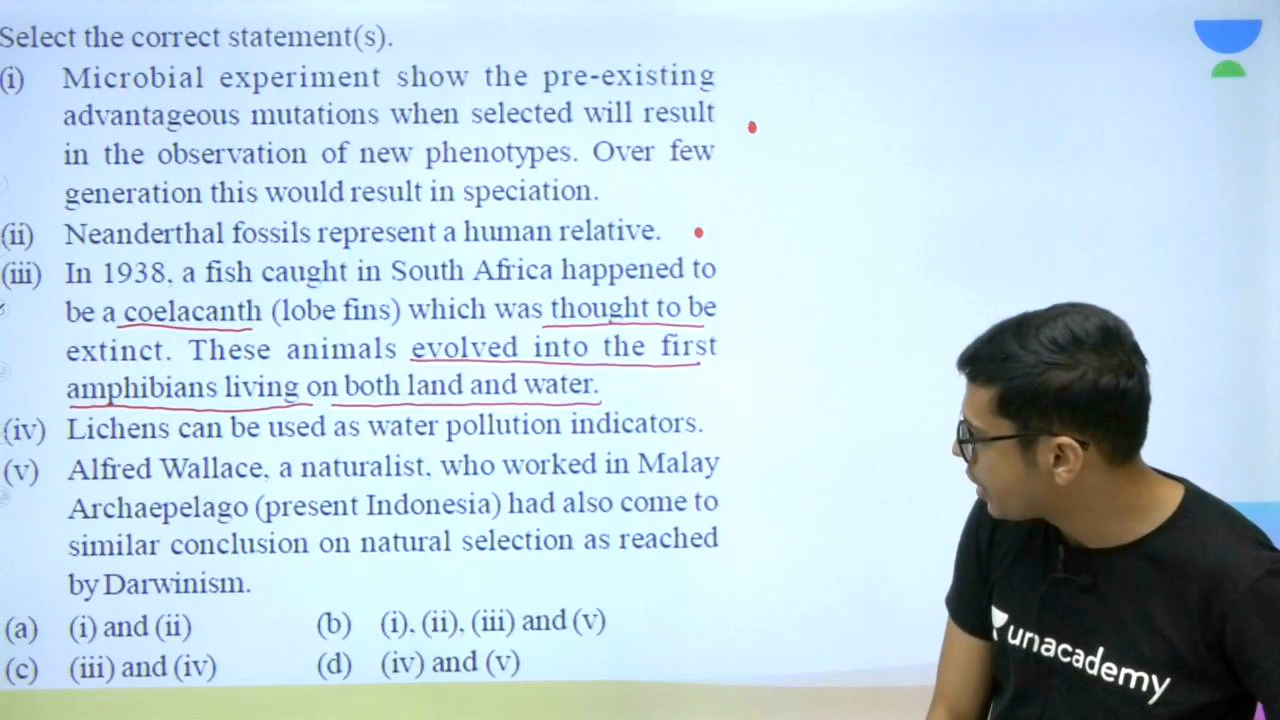 Select the correct statement(s).
(i) Microbial experiment show the pre-existing
advantageous mutations when selected will result
in the observation of new phenotypes. Over few
generation this would result in speciation.
(ii) Neanderthal fossils represent a human relative.
(iii) In 1938, a fish caught in South Africa happened to
be a coelacanth (lobe fins) which was thought to be
extinct. These animals evolved into the first
amphibians living on both land and water.
(iv) Lichens can be used as water pollution indicators.
(v) Alfred Wallace, a naturalist, who worked in Malay
Archaepelago (present Indonesia) had also come to
similar conclusion on natural selection as reached
by Darwinism.
(a) (i) and (ii) (b) (i), (ii), (iii) and (v)
(c) (iii) and (iv) (d) (iv) and (v)
unacademy